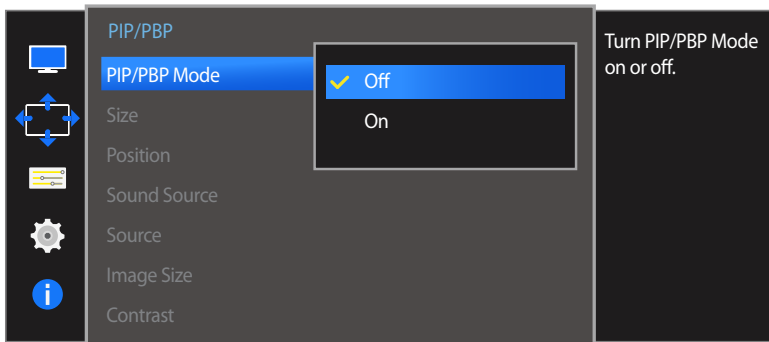 PIP/PBP
PIP/PBP Mode
Off
On
Size
Position
Sound Source
Source
Image Size
Contrast
Turn PIP/PBP Mode
on or off.
i